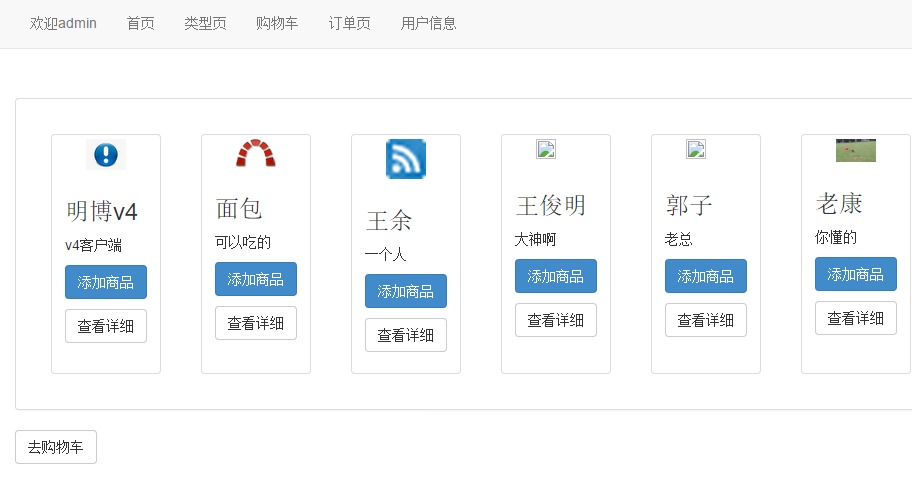 欢迎admin 首页 类型页 购物车 订单页 用户信息
明博v4
v4客户端
添加商品
查看详细
面包
可以吃的
添加商品
查看详细
王余
一个人
添加商品
查看详细
王俊明
大神啊
添加商品
查看详细
郭子
老总
添加商品
查看详细
老康
你懂的
添加商品
查看详细
去购物车